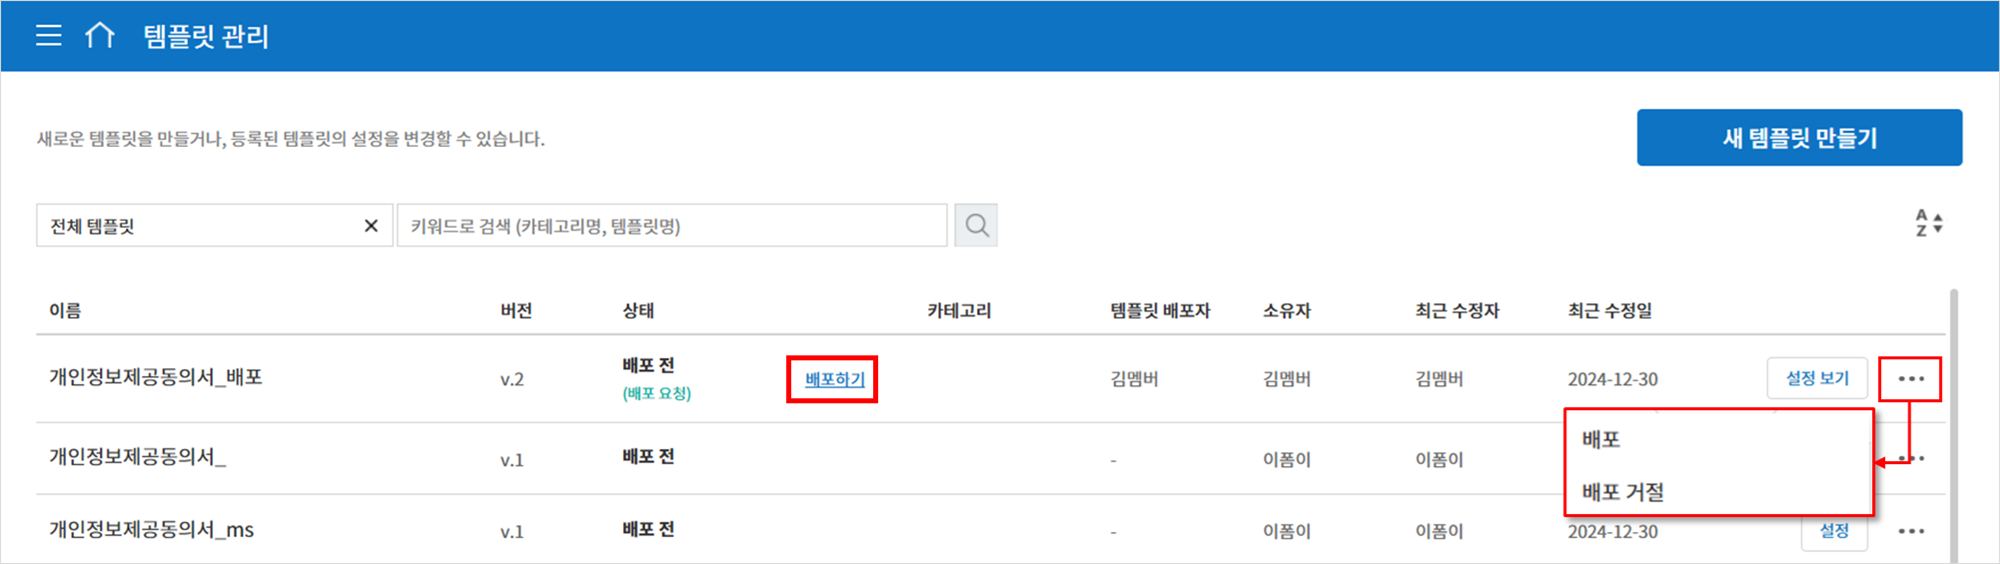 템플릿 관리
새로운 템플릿을 만들거나, 등록된 템플릿의 설정을 변경할 수 있습니다.
새 템플릿 만들기
전체 템플릿
키워드로 검색 (카테고리명, 템플릿명)
A
Z
이름 버전 상태 카테고리 템플릿 배포자 소유자 최근 수정자 최근 수정일
개인정보제공동의서_배포 v.2 배포 전 배포하기 김멤버 김멤버 김멤버 2024-12-30 설정 보기
(배포 요청)
배포
개인정보제공동의서_ v.1 배포 전 - 이폼이 이폼이
배포 거절
개인정보제공동의서_ms v.1 배포 전 - 이폼이 이폼이 2024-12-30 설정